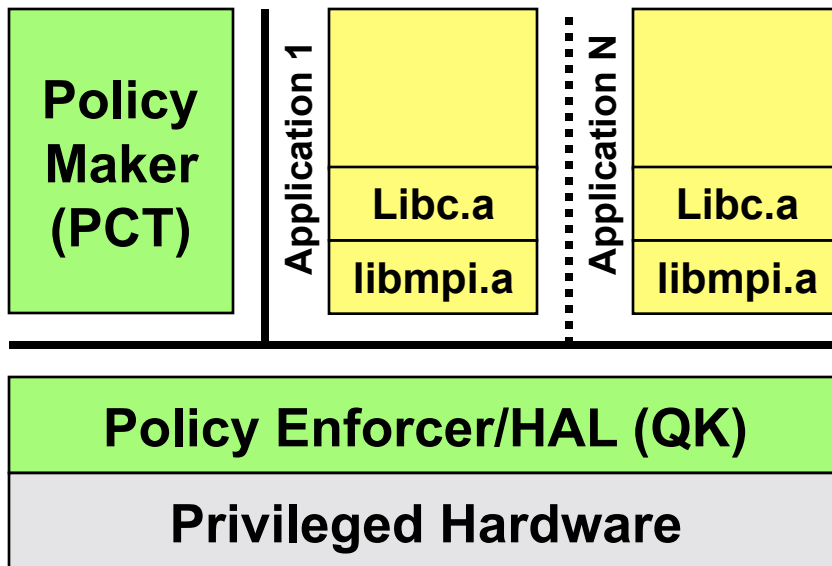 Policy
Maker
(PCT)
Application 1
Libc.a
libmpi.a
Application N
Libc.a
libmpi.a
Policy Enforcer/HAL (QK)
Privileged Hardware